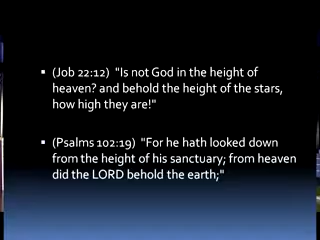 (Job 22:12)  "Is not God in the height of
heaven? and behold the height of the stars,
how high they are!"
(Psalms 102:19)  "For he hath looked down
from the height of his sanctuary; from heaven
did the LORD behold the earth;"